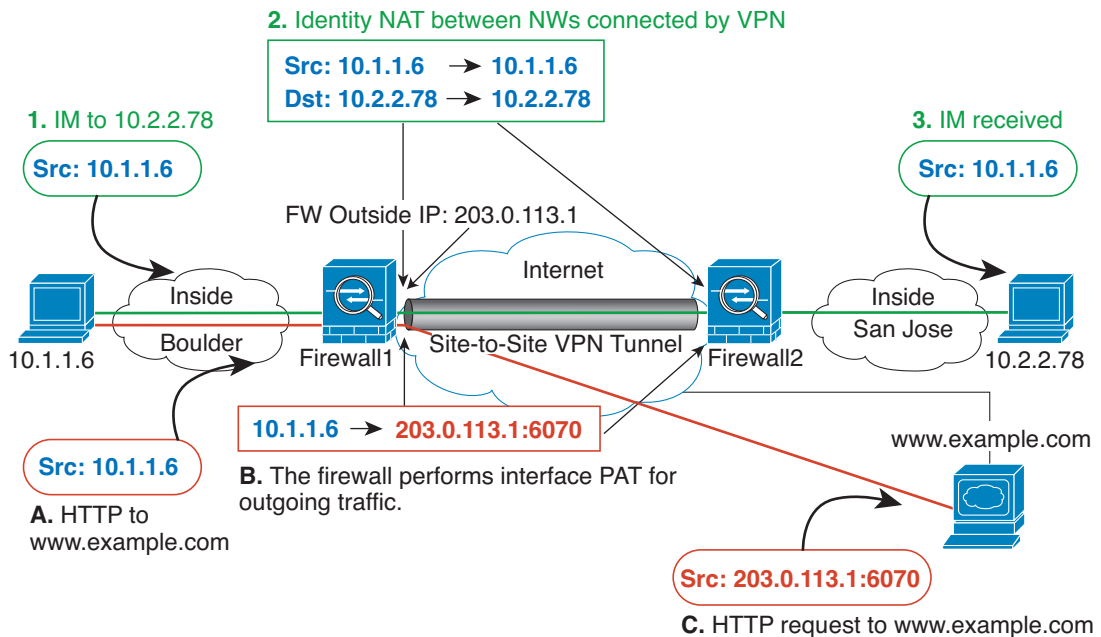 2. Identity NAT between NWs connected by VPN
Src: 10.1.1.6 → 10.1.1.6
Dst: 10.2.2.78 → 10.2.2.78
1. IM to 10.2.2.78
Src: 10.1.1.6
3. IM received
Src: 10.1.1.6
FW Outside IP: 203.0.113.1
Internet
Inside
Boulder
Inside
San Jose
10.1.1.6
Firewall1
Site-to-Site VPN Tunnel
Firewall2
10.2.2.78
10.1.1.6 → 203.0.113.1:6070
B. The firewall performs interface PAT for
outgoing traffic.
Src: 10.1.1.6
A. HTTP to
www.example.com
www.example.com
Src: 203.0.113.1:6070
C. HTTP request to www.example.com